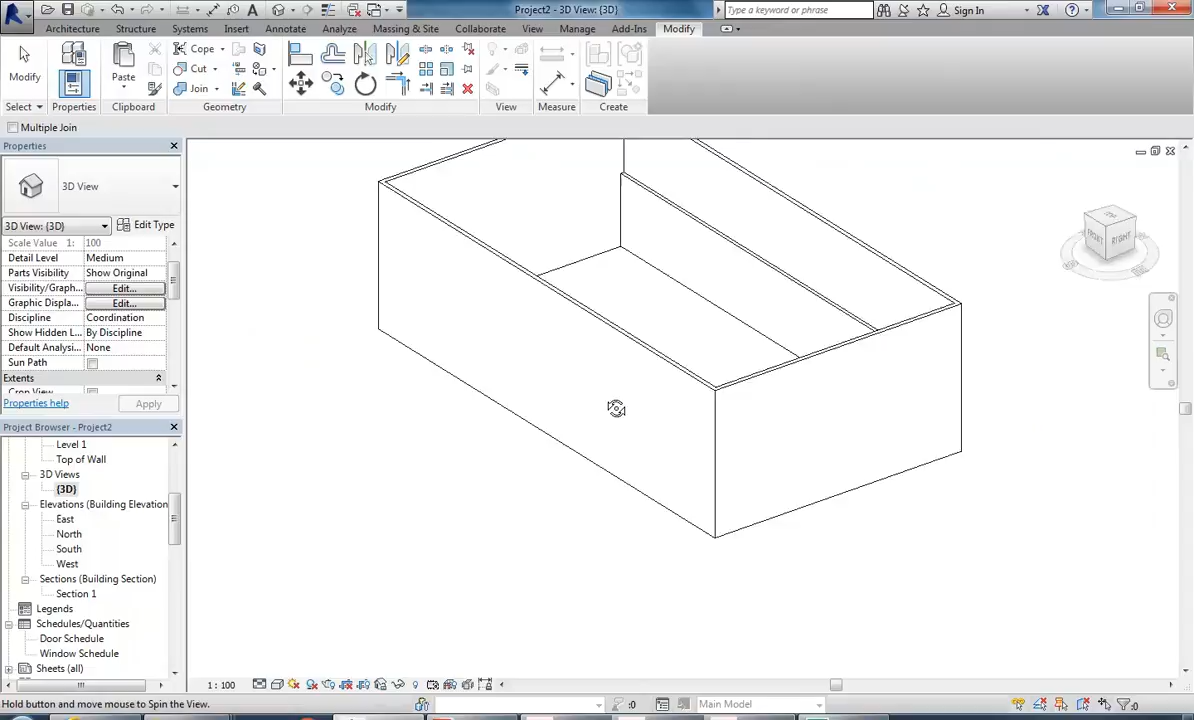 Project2 - 3D View: {3D}
Type a keyword or phrase
Sign In
Architecture Structure Systems Insert Annotate Analyze Massing & Site Collaborate View Manage Add-Ins Modify
Modify
Paste
Cope
Cut
Join
Select Properties Clipboard Geometry Modify View Measure Create
Multiple Join
Properties
3D View
3D View: {3D} Edit Type
Scale Value 1: 100
Detail Level Medium
Parts Visibility Show Original
Visibility/Graph... Edit...
Graphic Displa... Edit...
Discipline Coordination
Show Hidden L... By Discipline
Default Analysi... None
Sun Path
Extents
Crop View
Properties help Apply
Project Browser - Project2
Level 1
Top of Wall
3D Views
{3D}
Elevations (Building Elevation
East
North
South
West
Sections (Building Section)
Section 1
Legends
Schedules/Quantities
Door Schedule
Window Schedule
Sheets (all)
TOP
FRONT
RIGHT
1 : 100
Hold button and move mouse to Spin the View.
:0
Main Model
:0